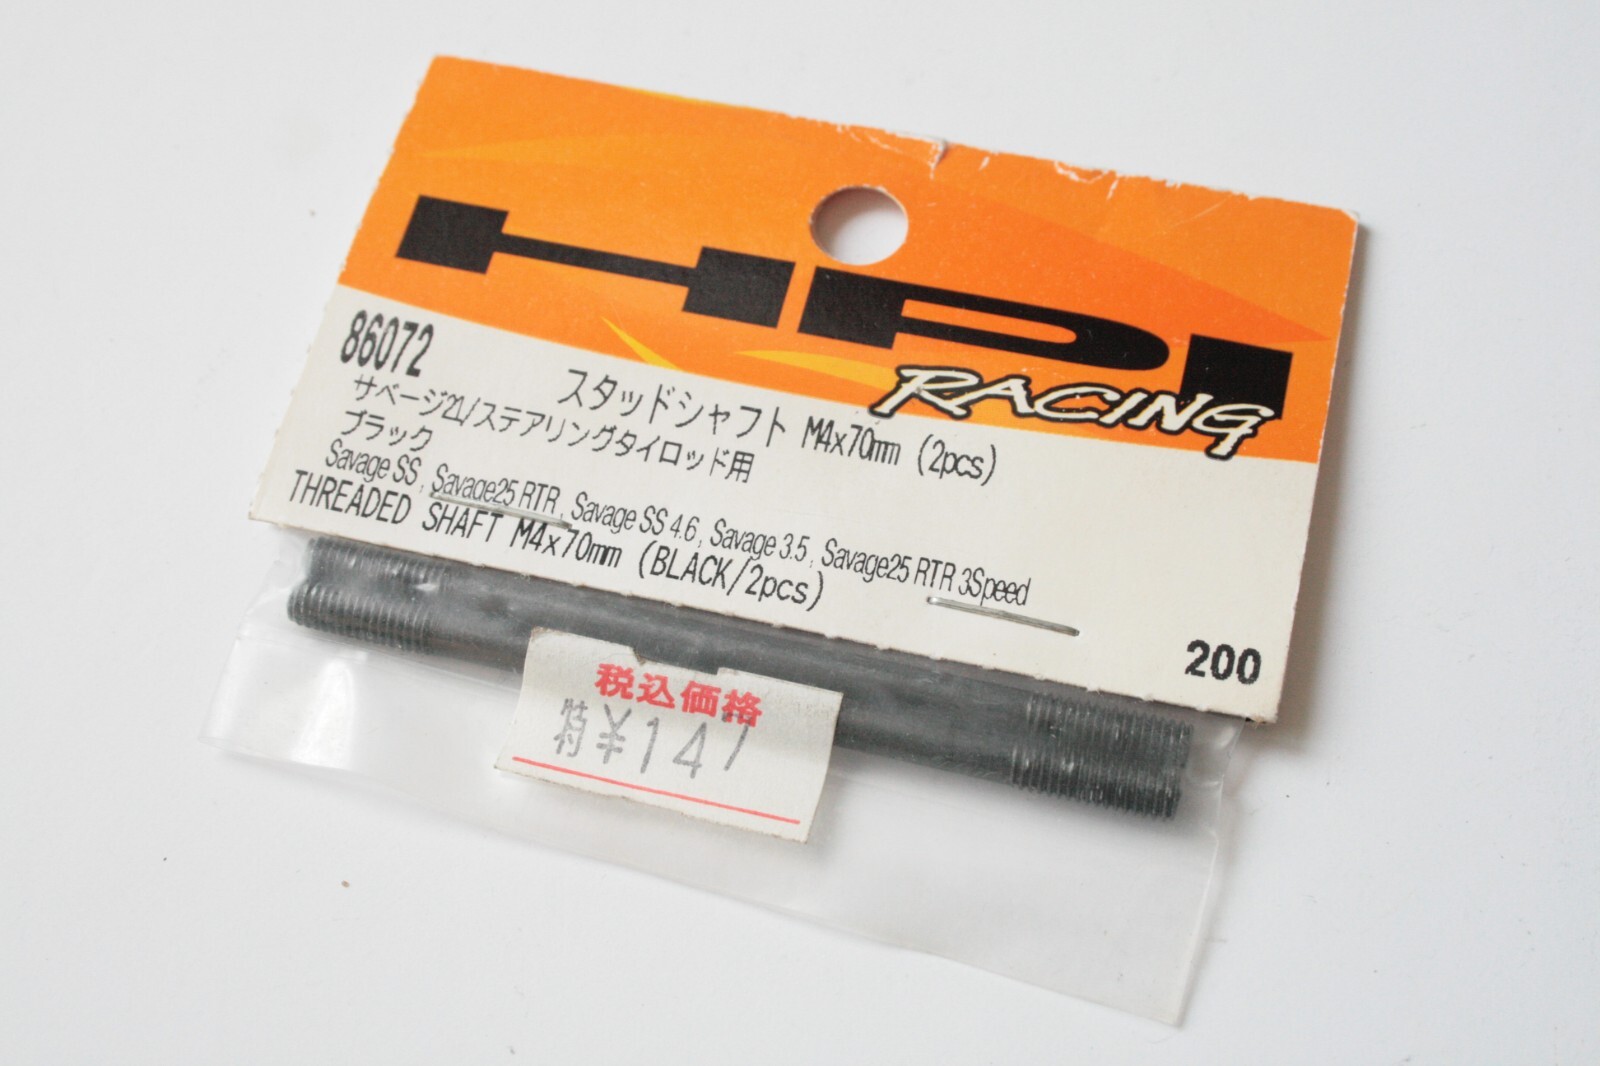 HPI
RACING
86072
スタッドシャフト M4x70mm (2pcs)
サベージ21/ステアリングタイロッド用
ブラック
Savage SS, Savage25 RTR, Savage SS 4.6, Savage 3.5, Savage25 RTR 3Speed
THREADED SHAFT M4x70mm (BLACK/2pcs)
200
税込価格
特¥147